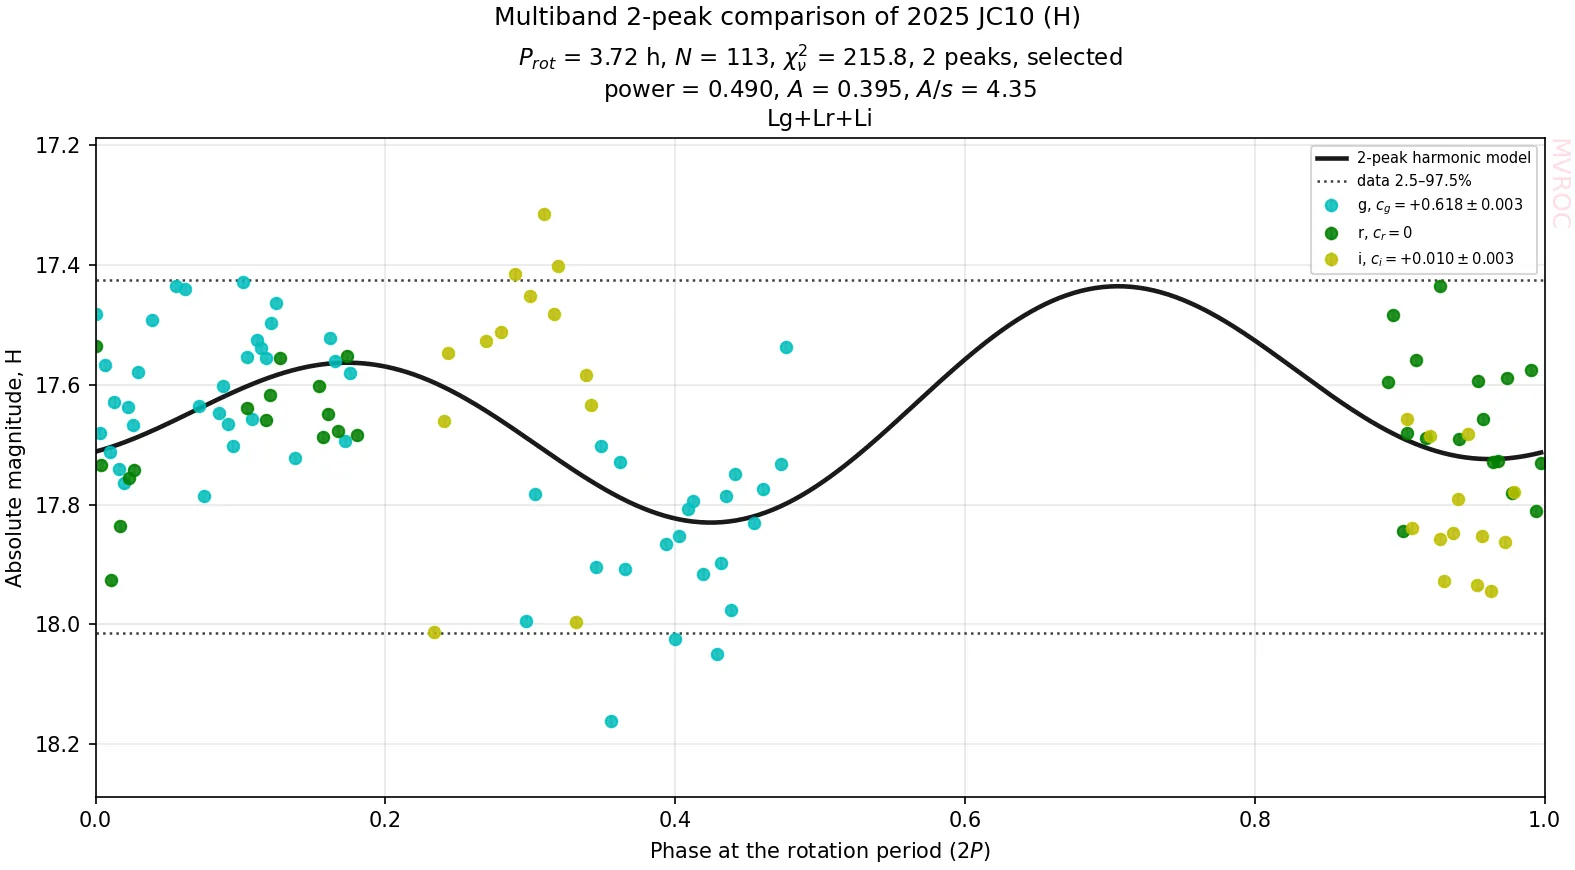 Multiband 2-peak comparison of 2025 JC10 (H)
P_rot = 3.72 h, N = 113, χ²_ν = 215.8, 2 peaks, selected
power = 0.490, A = 0.395, A/s = 4.35
Lg+Lr+Li
17.2
17.4
17.6
17.8
18.0
18.2
Absolute magnitude, H
2-peak harmonic model
data 2.5–97.5%
g, c_g = +0.618 ± 0.003
r, c_r = 0
i, c_i = +0.010 ± 0.003
MVROC
0.0 0.2 0.4 0.6 0.8 1.0
Phase at the rotation period (2P)